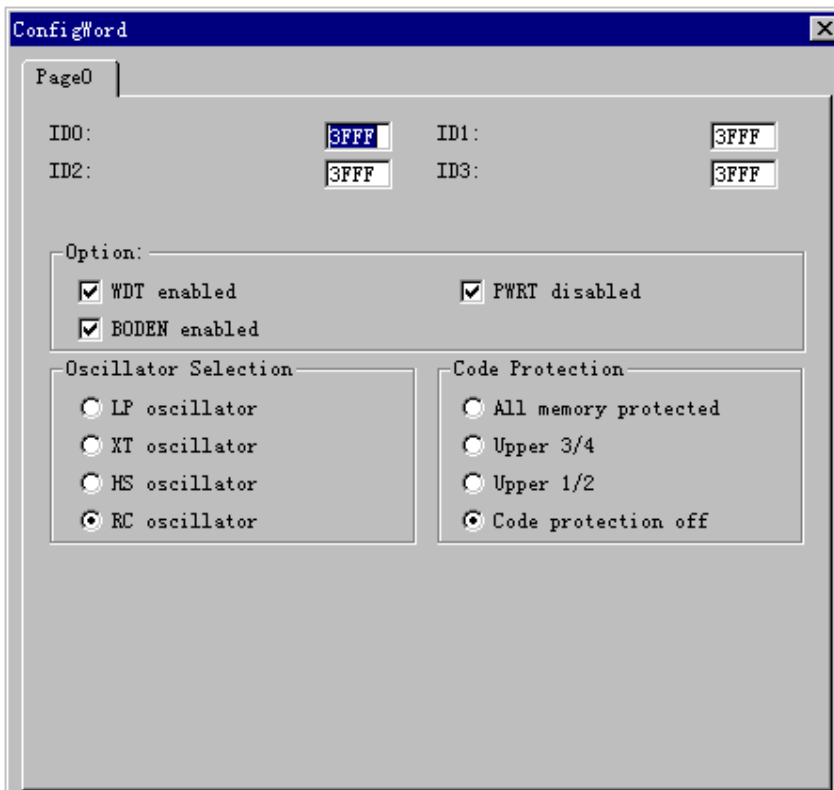 ConfigWord
Page0
ID0: 3FFF ID1: 3FFF
ID2: 3FFF ID3: 3FFF
Option:
WDT enabled PWRT disabled
BODEN enabled
Oscillator Selection Code Protection
LP oscillator All memory protected
XT oscillator Upper 3/4
HS oscillator Upper 1/2
RC oscillator Code protection off